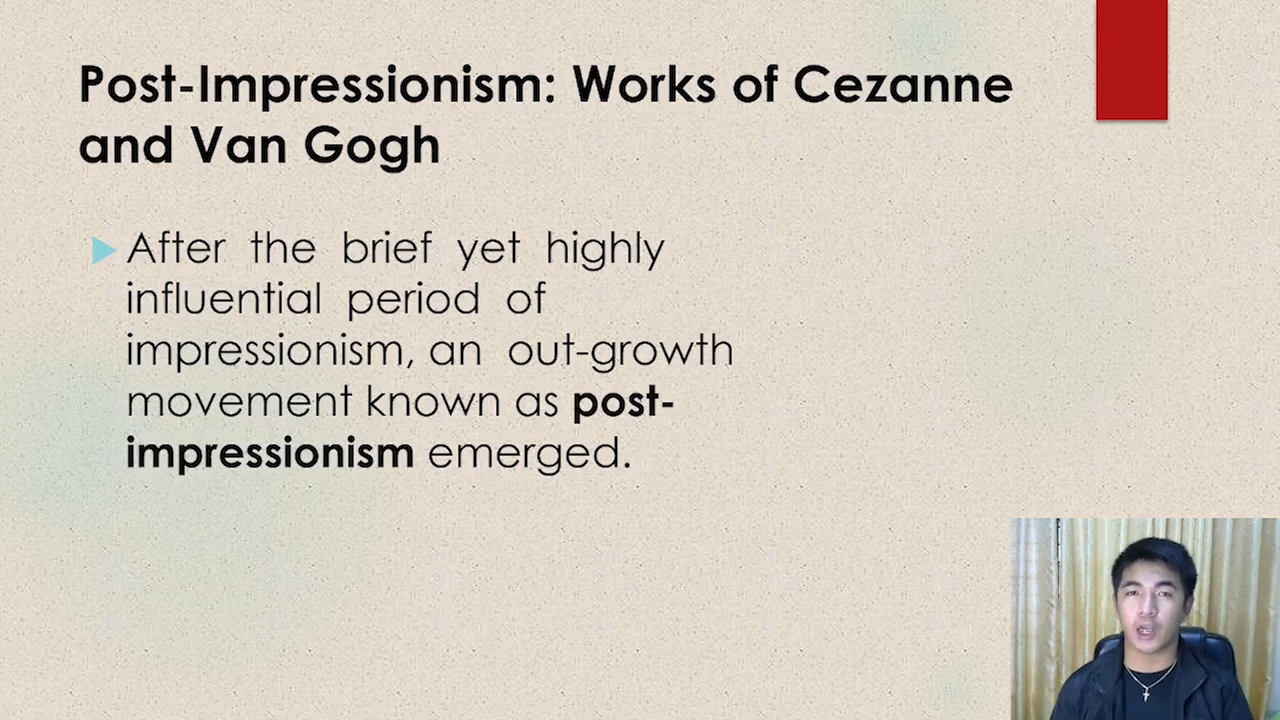 Post-Impressionism: Works of Cezanne
and Van Gogh
After the brief yet highly
influential period of
impressionism, an out-growth
movement known as post-
impressionism emerged.